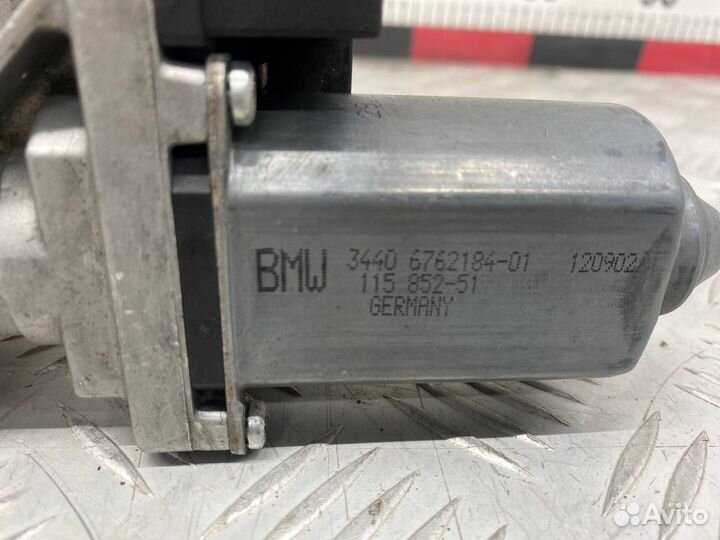 BMW 3440 6762184-01 120902
115 852-51
GERMANY
Avito